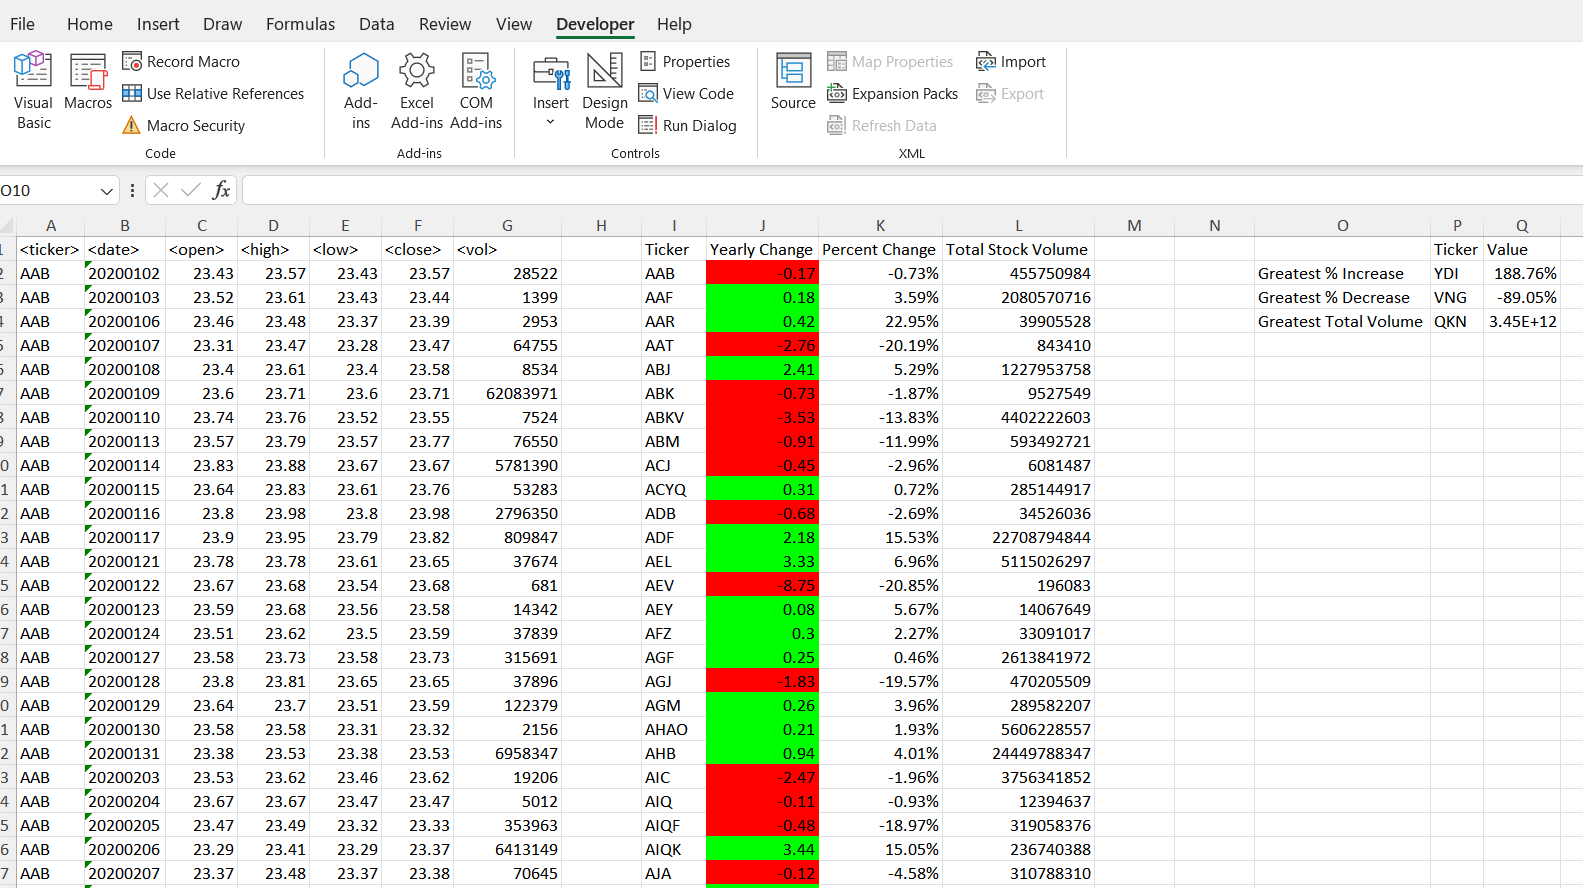 File Home Insert Draw Formulas Data Review View Developer Help
Visual Basic
Macros
Record Macro
Use Relative References
Macro Security
Code
Add-ins
Excel Add-ins
COM Add-ins
Add-ins
Insert
Design Mode
Properties
View Code
Run Dialog
Controls
Source
Map Properties
Expansion Packs
Refresh Data
Import
Export
XML
O10 fx
A B C D E F G H I J K L M N O P Q
<ticker> <date> <open> <high> <low> <close> <vol> Ticker Yearly Change Percent Change Total Stock Volume Ticker Value
2 AAB 20200102 23.43 23.57 23.43 23.57 28522 AAB -0.17 -0.73% 455750984 Greatest % Increase YDI 188.76%
3 AAB 20200103 23.52 23.61 23.43 23.44 1399 AAF 0.18 3.59% 2080570716 Greatest % Decrease VNG -89.05%
4 AAB 20200106 23.46 23.48 23.37 23.39 2953 AAR 0.42 22.95% 39905528 Greatest Total Volume QKN 3.45E+12
5 AAB 20200107 23.31 23.47 23.28 23.47 64755 AAT -2.76 -20.19% 843410
6 AAB 20200108 23.4 23.61 23.4 23.58 8534 ABJ 2.41 5.29% 1227953758
7 AAB 20200109 23.6 23.71 23.6 23.71 62083971 ABK -0.73 -1.87% 9527549
8 AAB 20200110 23.74 23.76 23.52 23.55 7524 ABKV -3.53 -13.83% 4402222603
9 AAB 20200113 23.57 23.79 23.57 23.77 76550 ABM -0.91 -11.99% 593492721
0 AAB 20200114 23.83 23.88 23.67 23.67 5781390 ACJ -0.45 -2.96% 6081487
1 AAB 20200115 23.64 23.83 23.61 23.76 53283 ACYQ 0.31 0.72% 285144917
2 AAB 20200116 23.8 23.98 23.8 23.98 2796350 ADB -0.68 -2.69% 34526036
3 AAB 20200117 23.9 23.95 23.79 23.82 809847 ADF 2.18 15.53% 22708794844
4 AAB 20200121 23.78 23.78 23.61 23.65 37674 AEL 3.33 6.96% 5115026297
5 AAB 20200122 23.67 23.68 23.54 23.68 681 AEV -8.75 -20.85% 196083
6 AAB 20200123 23.59 23.68 23.56 23.58 14342 AEY 0.08 5.67% 14067649
7 AAB 20200124 23.51 23.62 23.5 23.59 37839 AFZ 0.3 2.27% 33091017
8 AAB 20200127 23.58 23.73 23.58 23.73 315691 AGF 0.25 0.46% 2613841972
9 AAB 20200128 23.8 23.81 23.65 23.65 37896 AGJ -1.83 -19.57% 470205509
0 AAB 20200129 23.64 23.7 23.51 23.59 122379 AGM 0.26 3.96% 289582207
1 AAB 20200130 23.58 23.58 23.31 23.32 2156 AHAO 0.21 1.93% 5606228557
2 AAB 20200131 23.38 23.53 23.38 23.53 6958347 AHB 0.94 4.01% 24449788347
3 AAB 20200203 23.53 23.62 23.46 23.62 19206 AIC -2.47 -1.96% 3756341852
4 AAB 20200204 23.67 23.67 23.47 23.47 5012 AIQ -0.11 -0.93% 12394637
5 AAB 20200205 23.47 23.49 23.32 23.33 353963 AIQF -0.48 -18.97% 319058376
6 AAB 20200206 23.29 23.41 23.29 23.37 6413149 AIQK 3.44 15.05% 236740388
7 AAB 20200207 23.37 23.48 23.37 23.38 70645 AJA -0.12 -4.58% 310788310